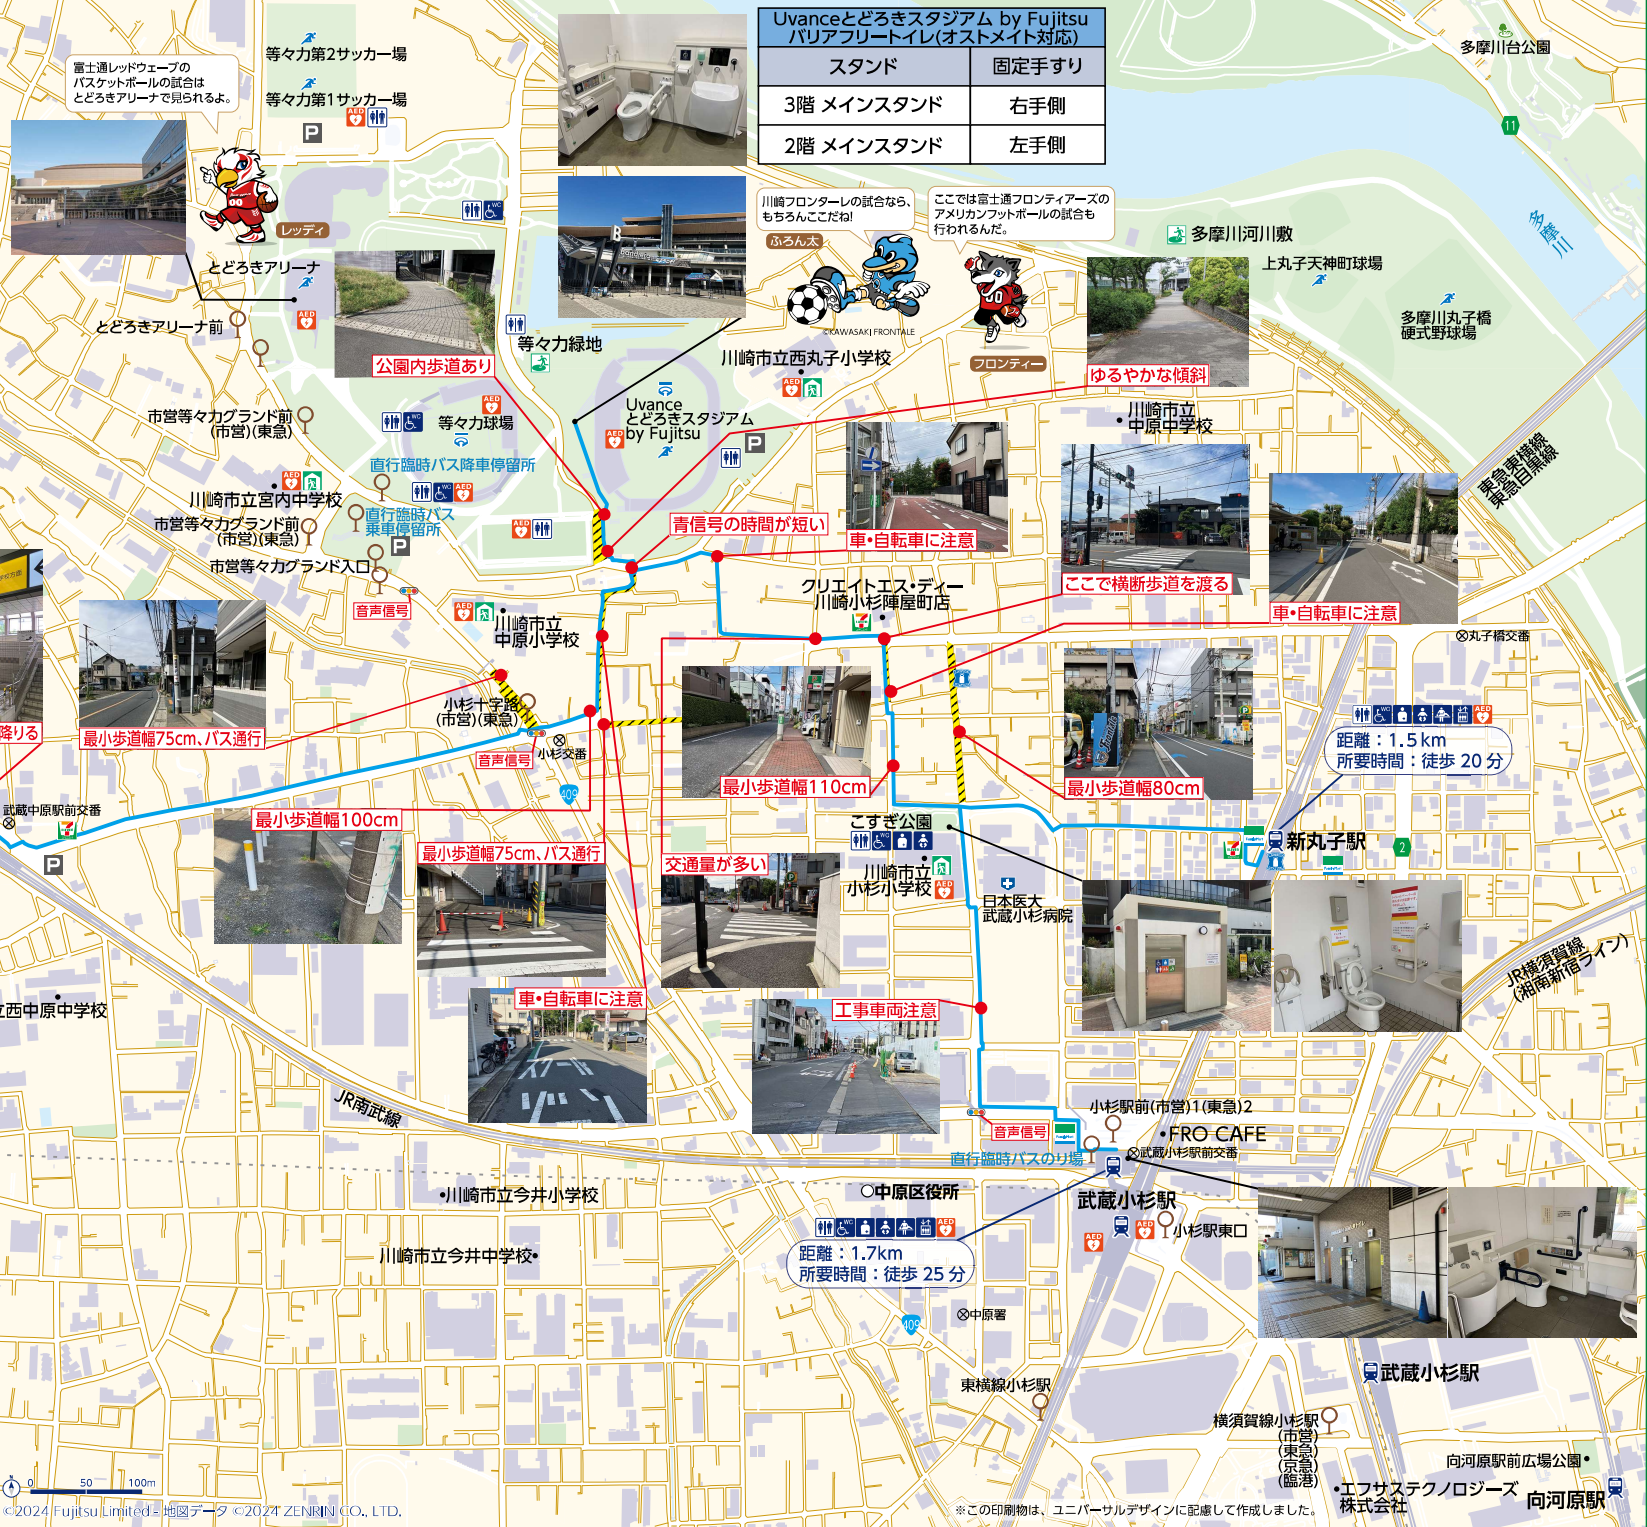 Uvanceとどろきスタジアム by Fujitsu
バリアフリートイレ(オストメイト対応)
スタンド
固定手すり
3階 メインスタンド
右手側
2階 メインスタンド
左手側
富士通レッドウェーブの
バスケットボールの試合は
とどろきアリーナで見られるよ。
等々力第2サッカー場
等々力第1サッカー場
AED
P
レッディ
とどろきアリーナ
AED
とどろきアリーナ前
WC
川崎フロンターレの試合なら、
もちろんここだね!
ふろん太
ここでは富士通フロンティアーズの
アメリカンフットボールの試合も
行われるんだ。
©KAWASAKI FRONTALE
フロンティー
多摩川台公園
11
多摩川
多摩川河川敷
上丸子天神町球場
多摩川丸子橋
硬式野球場
公園内歩道あり
等々力緑地
川崎市立西丸子小学校
AED
ゆるやかな傾斜
市営等々力グランド前
(市営)(東急)
WC
AED
等々力球場
Uvance
とどろきスタジアム
by Fujitsu
AED
P
川崎市立
中原中学校
東急東横線
東急目黒線
直行臨時バス降車停留所
WC
AED
AED
川崎市立宮内中学校
直行臨時バス
乗車停留所
市営等々力グランド前
(市営)(東急)
P
市営等々力グランド入口
AED
音声信号
青信号の時間が短い
車・自転車に注意
ここで横断歩道を渡る
車・自転車に注意
クリエイトエス・ディー
川崎小杉陣屋町店
AED
川崎市立
中原小学校
丸子橋交番
降りる
最小歩道幅75cm、バス通行
小杉十字路
(市営)(東急)
音声信号
小杉交番
409
武蔵中原駅前交番
P
最小歩道幅100cm
最小歩道幅75cm、バス通行
最小歩道幅110cm
最小歩道幅80cm
WC
AED
距離：1.5km
所要時間：徒歩 20 分
新丸子駅
2
こすぎ公園
WC
川崎市立
小杉小学校
AED
日本医大
武蔵小杉病院
交通量が多い
JR横須賀線
(湘南新宿ライン)
立西中原中学校
車・自転車に注意
工事車両注意
JR南武線
音声信号
FamilyMart
小杉駅前(市営)1(東急)2
FRO CAFE
武蔵小杉駅前交番
直行臨時バスのり場
武蔵小杉駅
AED
AED
小杉駅東口
川崎市立今井小学校
中原区役所
WC
AED
距離：1.7km
所要時間：徒歩 25 分
川崎市立今井中学校
中原署
409
東横線小杉駅
武蔵小杉駅
横須賀線小杉駅
(市営)
(東急)
(京急)
(臨港)
向河原駅前広場公園
エフサステクノロジーズ
株式会社
向河原駅
N
0 50 100m
©2024 Fujitsu Limited - 地図データ ©2024 ZENRIN CO., LTD.
※この印刷物は、ユニバーサルデザインに配慮して作成しました。